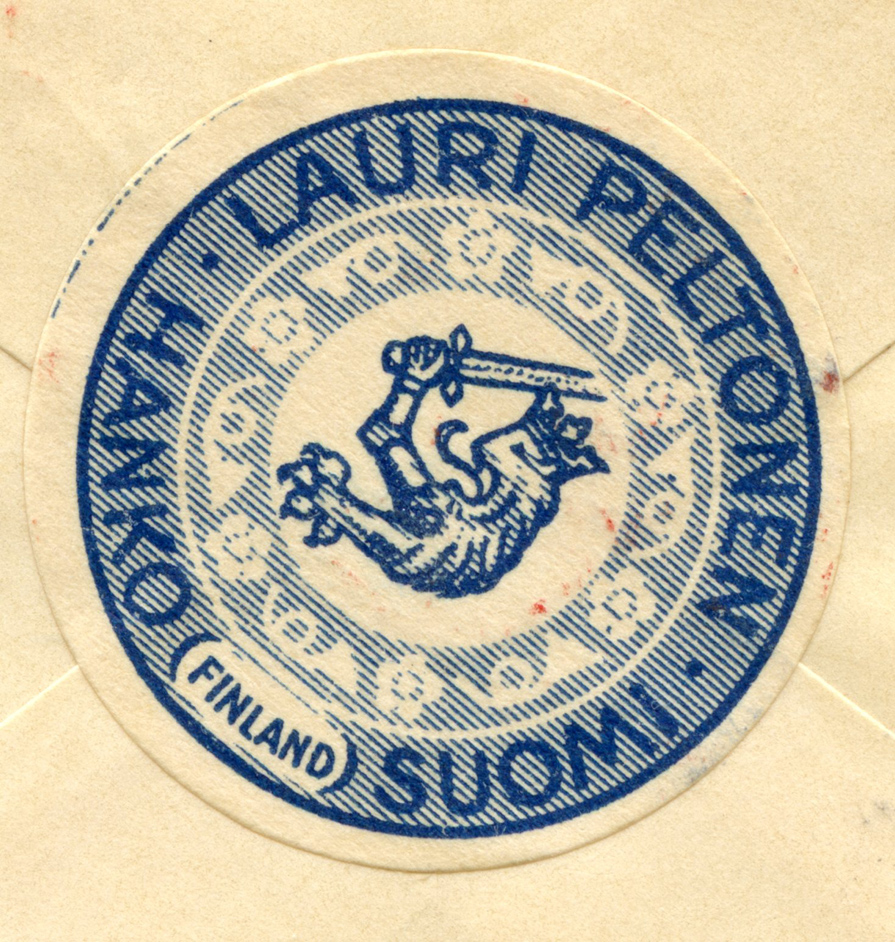 · LAURI PELTONEN ·
HANKO (FINLAND) SUOMI